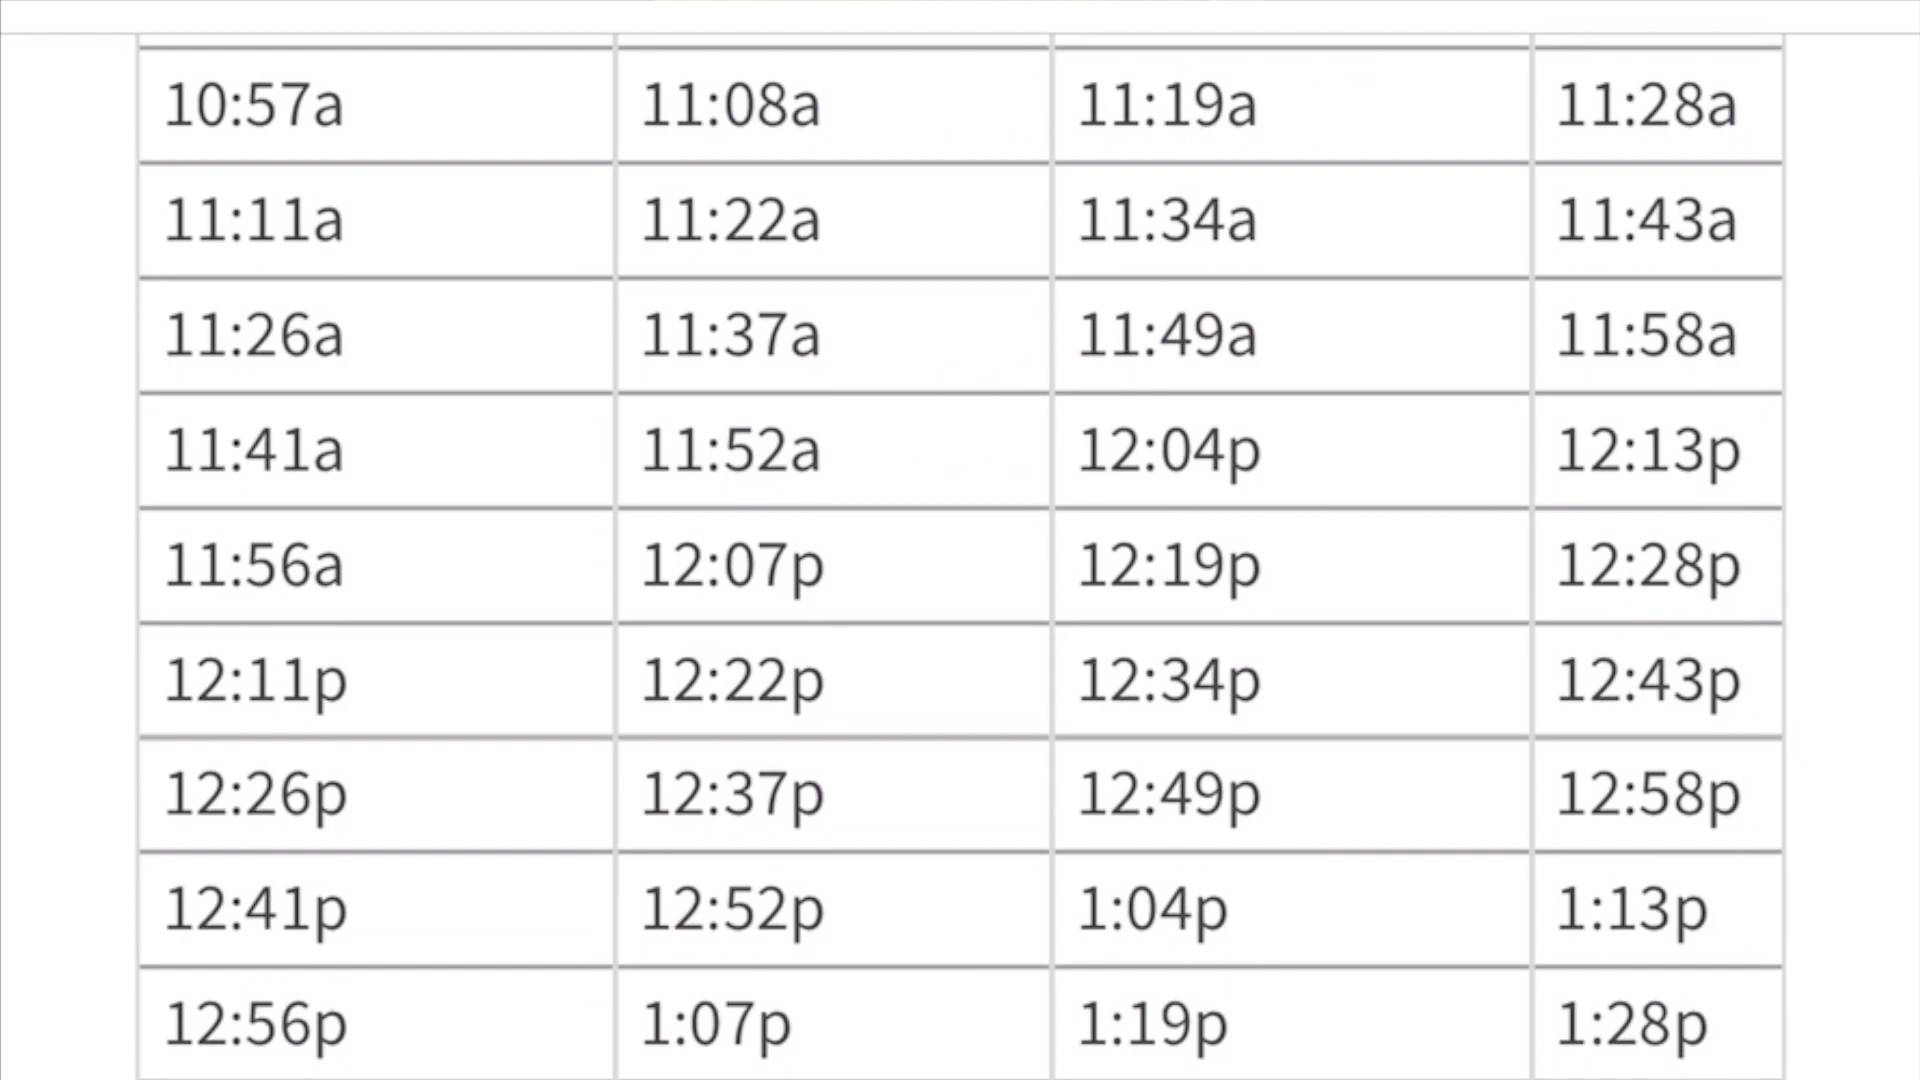 10:57a 11:08a 11:19a 11:28a
11:11a 11:22a 11:34a 11:43a
11:26a 11:37a 11:49a 11:58a
11:41a 11:52a 12:04p 12:13p
11:56a 12:07p 12:19p 12:28p
12:11p 12:22p 12:34p 12:43p
12:26p 12:37p 12:49p 12:58p
12:41p 12:52p 1:04p 1:13p
12:56p 1:07p 1:19p 1:28p